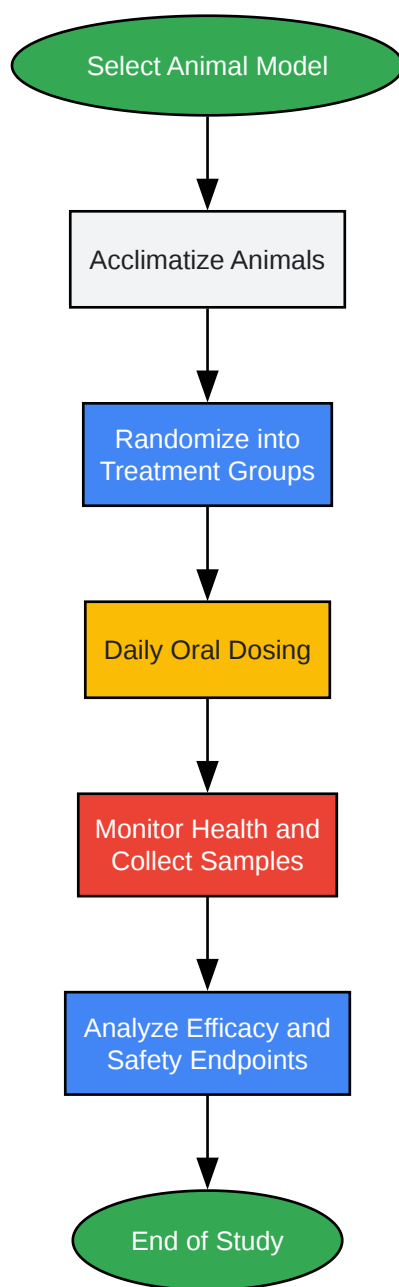 Select Animal Model
Acclimatize Animals
Randomize into
Treatment Groups
Daily Oral Dosing
Monitor Health and
Collect Samples
Analyze Efficacy and
Safety Endpoints
End of Study